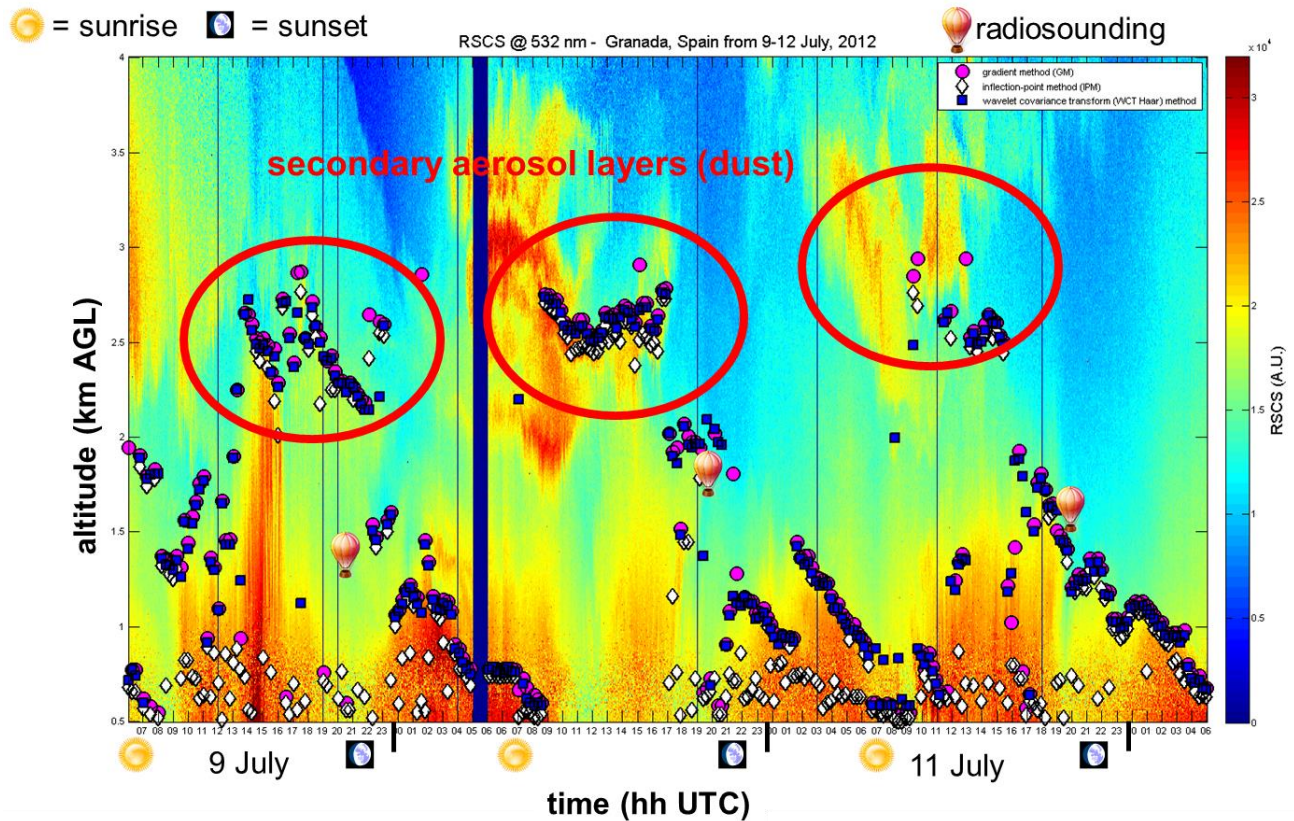 = sunrise = sunset
radiosounding
RSCS @ 532 nm - Granada, Spain from 9-12 July, 2012
x 10⁴
gradient method (GM)
inflection-point method (IPM)
wavelet covariance transform (WCT Haar) method
secondary aerosol layers (dust)
altitude (km AGL)
4
3.5
3
2.5
2
1.5
1
0.5
3
2.5
2
1.5
1
0.5
0
RSCS (A.U.)
07 08 09 10 11 12 13 14 15 16 17 18 19 20 21 22 23 00 01 02 03 04 05 06 06 07 08 09 10 11 12 13 14 15 16 17 18 19 20 21 22 23 00 01 02 03 04 05 06 07 08 09 10 11 12 13 14 15 16 17 18 19 20 21 22 23 00 01 02 03 04 05 06
9 July 11 July
time (hh UTC)